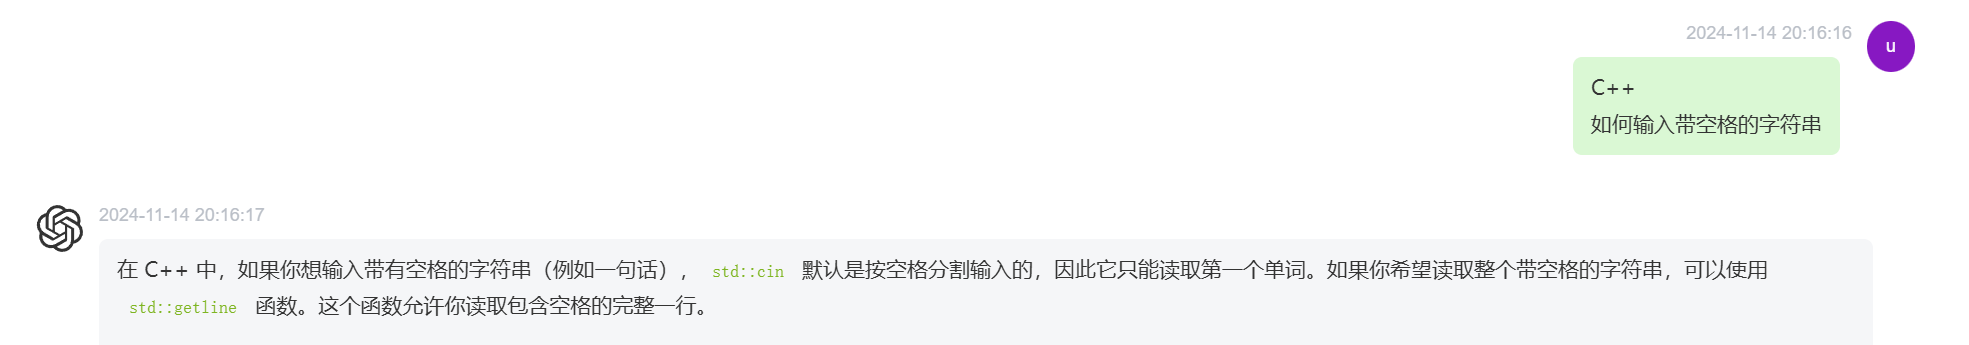 2024-11-14 20:16:16
u
C++
如何输入带空格的字符串
2024-11-14 20:16:17
在 C++ 中，如果你想输入带有空格的字符串（例如一句话）， std::cin 默认是按空格分割输入的，因此它只能读取第一个单词。如果你希望读取整个带空格的字符串，可以使用
std::getline 函数。这个函数允许你读取包含空格的完整一行。